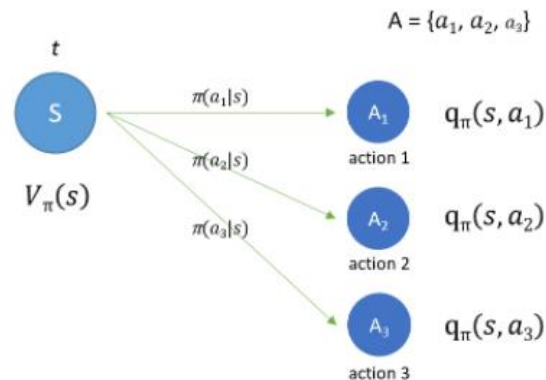 A = {a₁, a₂, a₃}
t
S
π(a₁|s)
A₁
qπ(s, a₁)
action 1
Vπ(s)
π(a₂|s)
A₂
qπ(s, a₂)
action 2
π(a₃|s)
A₃
qπ(s, a₃)
action 3